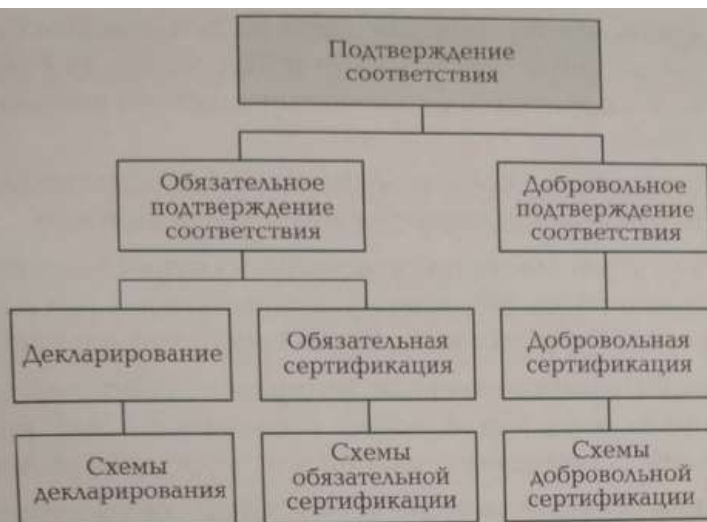 Подтверждение
соответствия
Обязательное
подтверждение
соответствия
Добровольное
подтверждение
соответствия
Декларирование
Обязательная
сертификация
Добровольная
сертификация
Схемы
декларирования
Схемы
обязательной
сертификации
Схемы
добровольной
сертификации